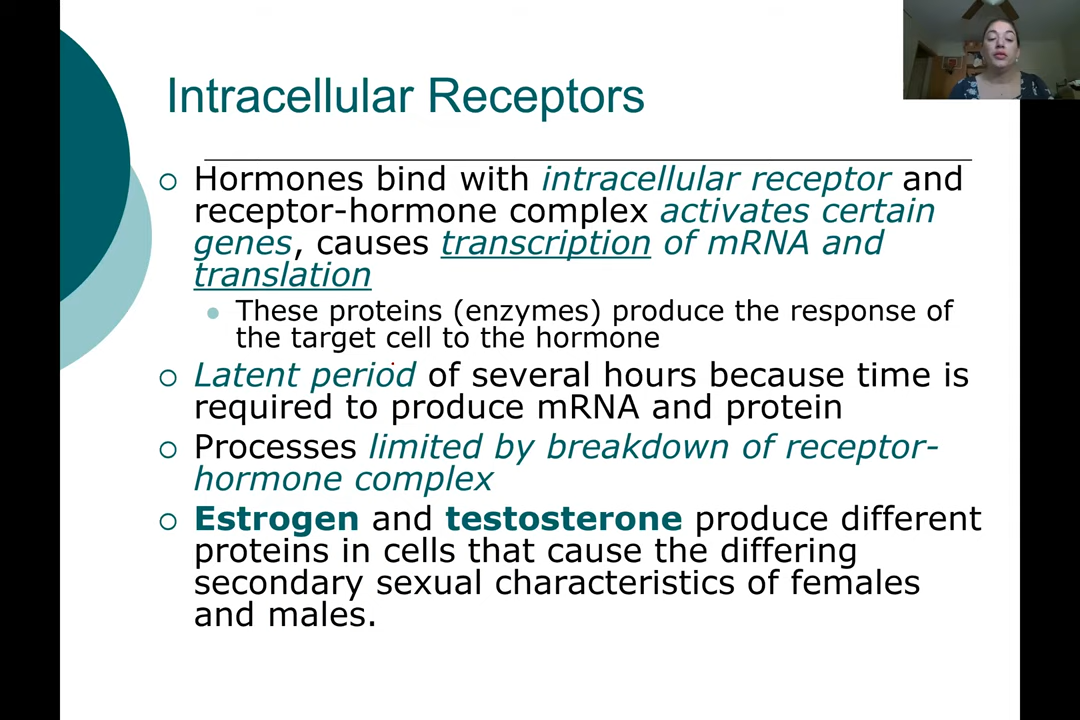 Intracellular Receptors
Hormones bind with intracellular receptor and
receptor-hormone complex activates certain
genes, causes transcription of mRNA and
translation
These proteins (enzymes) produce the response of
the target cell to the hormone
Latent period of several hours because time is
required to produce mRNA and protein
Processes limited by breakdown of receptor-
hormone complex
Estrogen and testosterone produce different
proteins in cells that cause the differing
secondary sexual characteristics of females
and males.